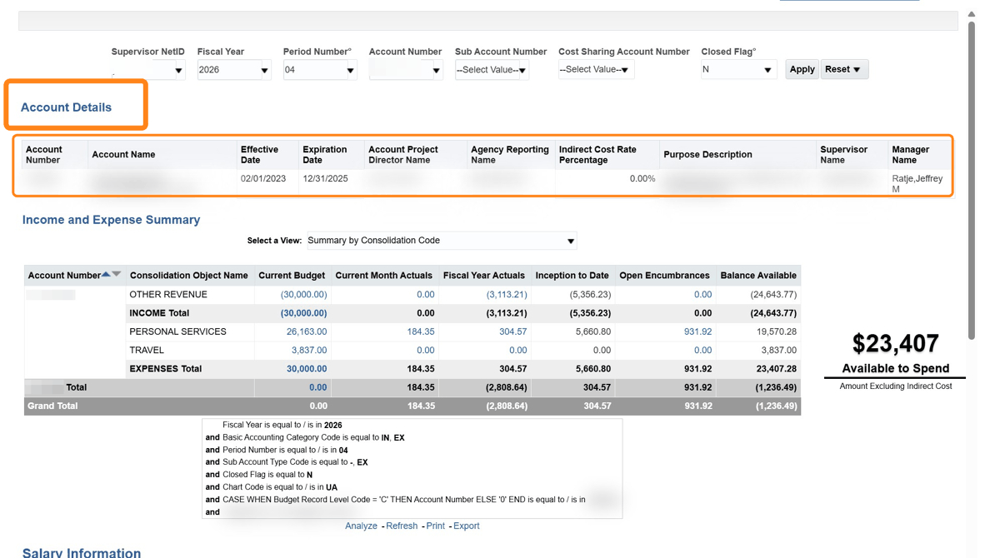 Supervisor NetID Fiscal Year Period Number° Account Number Sub Account Number Cost Sharing Account Number Closed Flag°
2026 04 --Select Value-- --Select Value-- N Apply Reset
Account Details
Account Number Account Name Effective Date Expiration Date Account Project Director Name Agency Reporting Name Indirect Cost Rate Percentage Purpose Description Supervisor Name Manager Name
02/01/2023 12/31/2025 0.00% Ratje,Jeffrey M
Income and Expense Summary
Select a View: Summary by Consolidation Code
Account Number Consolidation Object Name Current Budget Current Month Actuals Fiscal Year Actuals Inception to Date Open Encumbrances Balance Available
OTHER REVENUE (30,000.00) 0.00 (3,113.21) (5,356.23) 0.00 (24,643.77)
INCOME Total (30,000.00) 0.00 (3,113.21) (5,356.23) 0.00 (24,643.77)
PERSONAL SERVICES 26,163.00 184.35 304.57 5,660.80 931.92 19,570.28
TRAVEL 3,837.00 0.00 0.00 0.00 0.00 3,837.00
EXPENSES Total 30,000.00 184.35 304.57 5,660.80 931.92 23,407.28
Total 0.00 184.35 (2,808.64) 304.57 931.92 (1,236.49)
Grand Total 0.00 184.35 (2,808.64) 304.57 931.92 (1,236.49)
$23,407
Available to Spend
Amount Excluding Indirect Cost
Fiscal Year is equal to / is in 2026
and Basic Accounting Category Code is equal to IN, EX
and Period Number is equal to / is in 04
and Sub Account Type Code is equal to -, EX
and Closed Flag is equal to N
and Chart Code is equal to / is in UA
and CASE WHEN Budget Record Level Code = 'C' THEN Account Number ELSE '0' END is equal to / is in
and
Analyze - Refresh - Print - Export
Salary Information